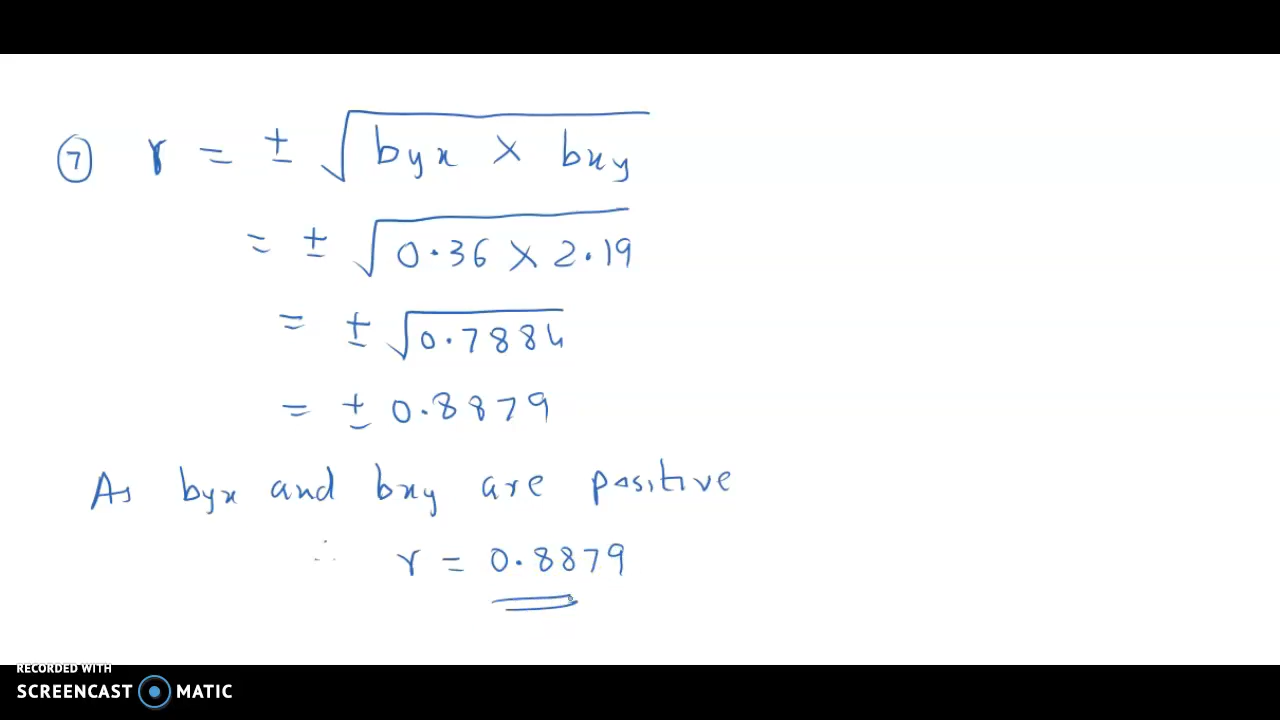 ⑦ r = ± √(byx × bxy)
= ± √(0.36 × 2.19)
= ± √0.7884
= ± 0.8879
As byx and bxy are positive
∴ r = 0.8879
RECORDED WITH
SCREENCAST MATIC